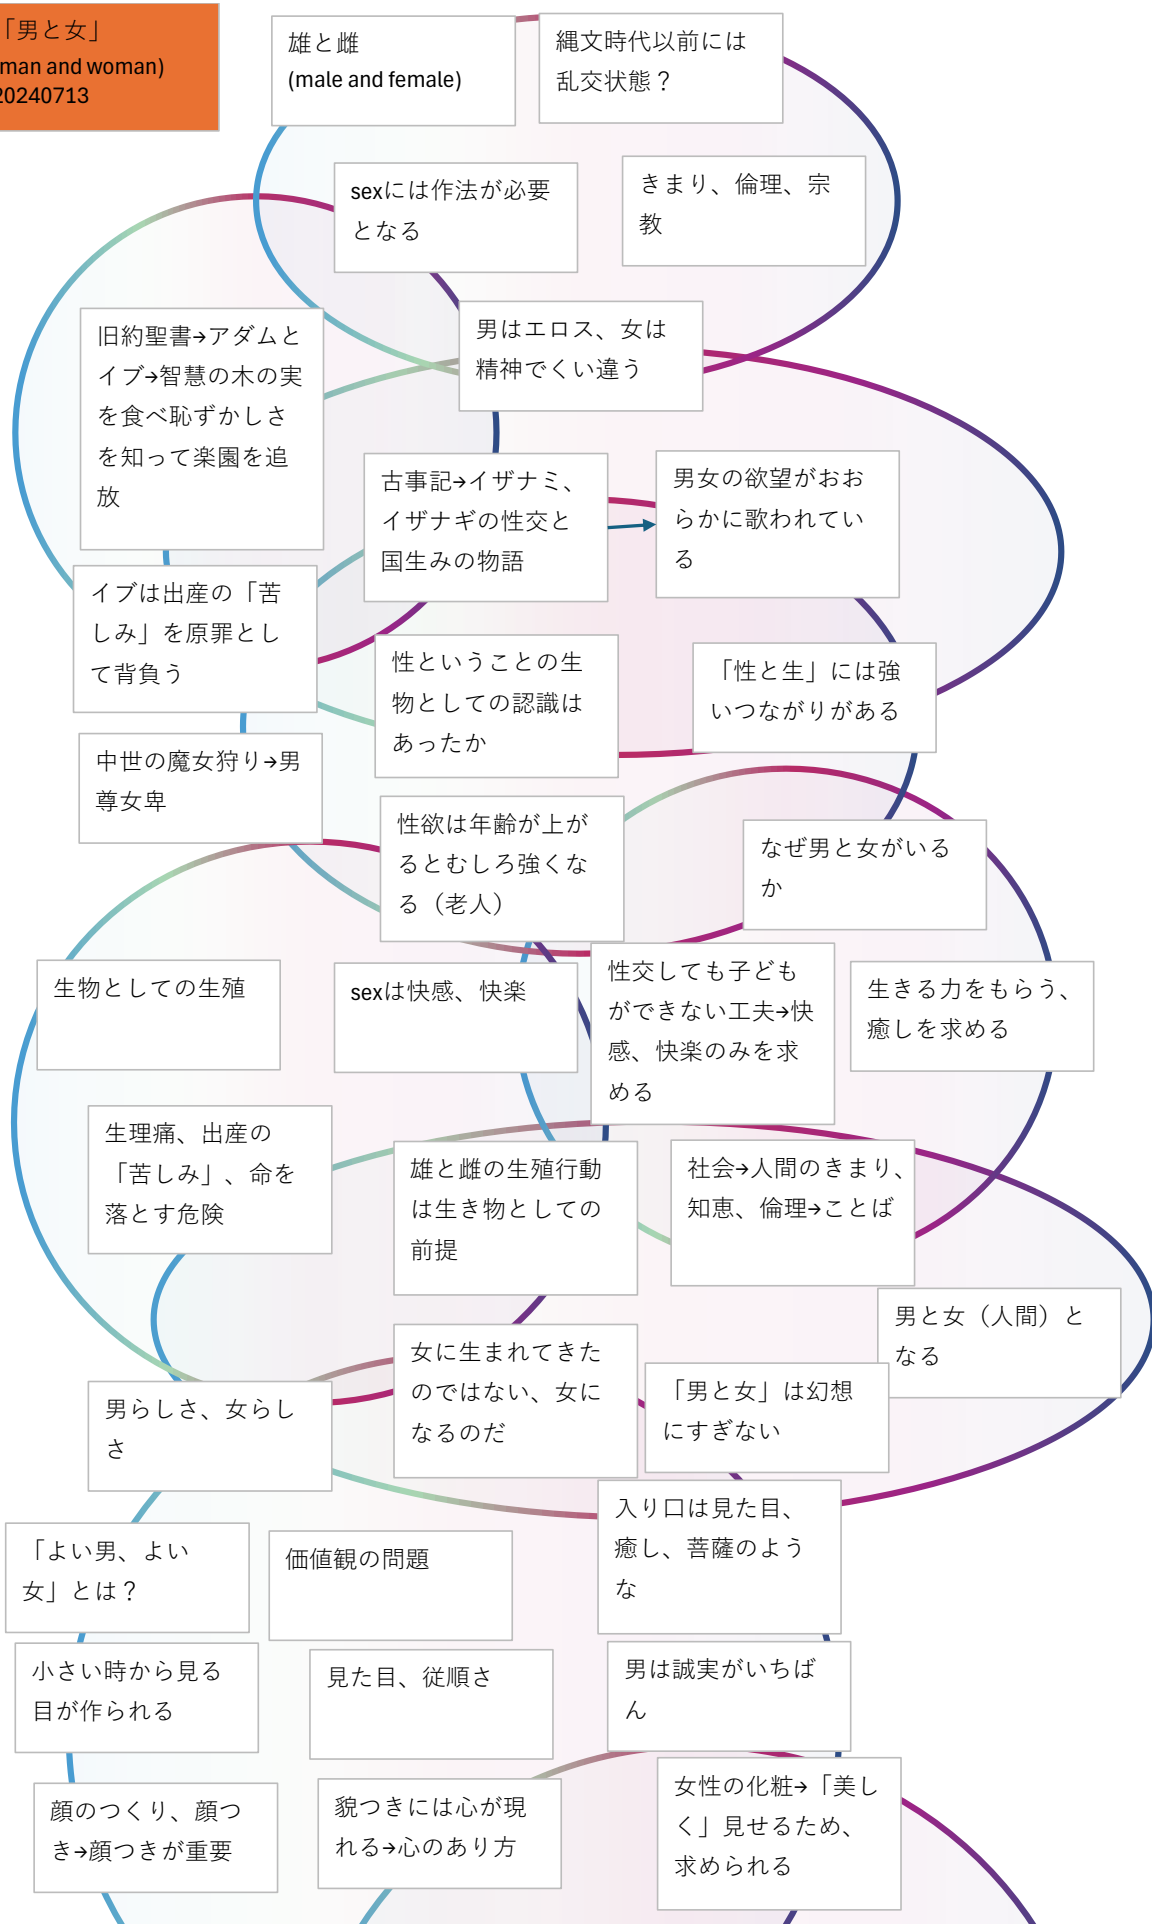 「男と女」
(man and woman)
20240713
雄と雌
(male and female)
縄文時代以前には
乱交状態？
sexには作法が必要
となる
きまり、倫理、宗
教
旧約聖書→アダムと
イブ→智慧の木の実
を食べ恥ずかしさ
を知って楽園を追
放
男はエロス、女は
精神でくい違う
古事記→イザナミ、
イザナギの性交と
国生みの物語
男女の欲望がおお
らかに歌われてい
る
イブは出産の「苦
しみ」を原罪とし
て背負う
性ということの生
物としての認識は
あったか
「性と生」には強
いつながりがある
中世の魔女狩り→男
尊女卑
性欲は年齢が上が
るとむしろ強くな
る（老人）
なぜ男と女がいる
か
生物としての生殖
sexは快感、快楽
性交しても子ども
ができない工夫→快
感、快楽のみを求
める
生きる力をもらう、
癒しを求める
生理痛、出産の
「苦しみ」、命を
落とす危険
雄と雌の生殖行動
は生き物としての
前提
社会→人間のきまり、
知恵、倫理→ことば
男と女（人間）と
なる
男らしさ、女らし
さ
女に生まれてきた
のではない、女に
なるのだ
「男と女」は幻想
にすぎない
入り口は見た目、
癒し、菩薩のよう
な
「よい男、よい
女」とは？
価値観の問題
小さい時から見る
目が作られる
見た目、従順さ
男は誠実がいちば
ん
顔のつくり、顔つ
き→顔つきが重要
貌つきには心が現
れる→心のあり方
女性の化粧→「美し
く」見せるため、
求められる